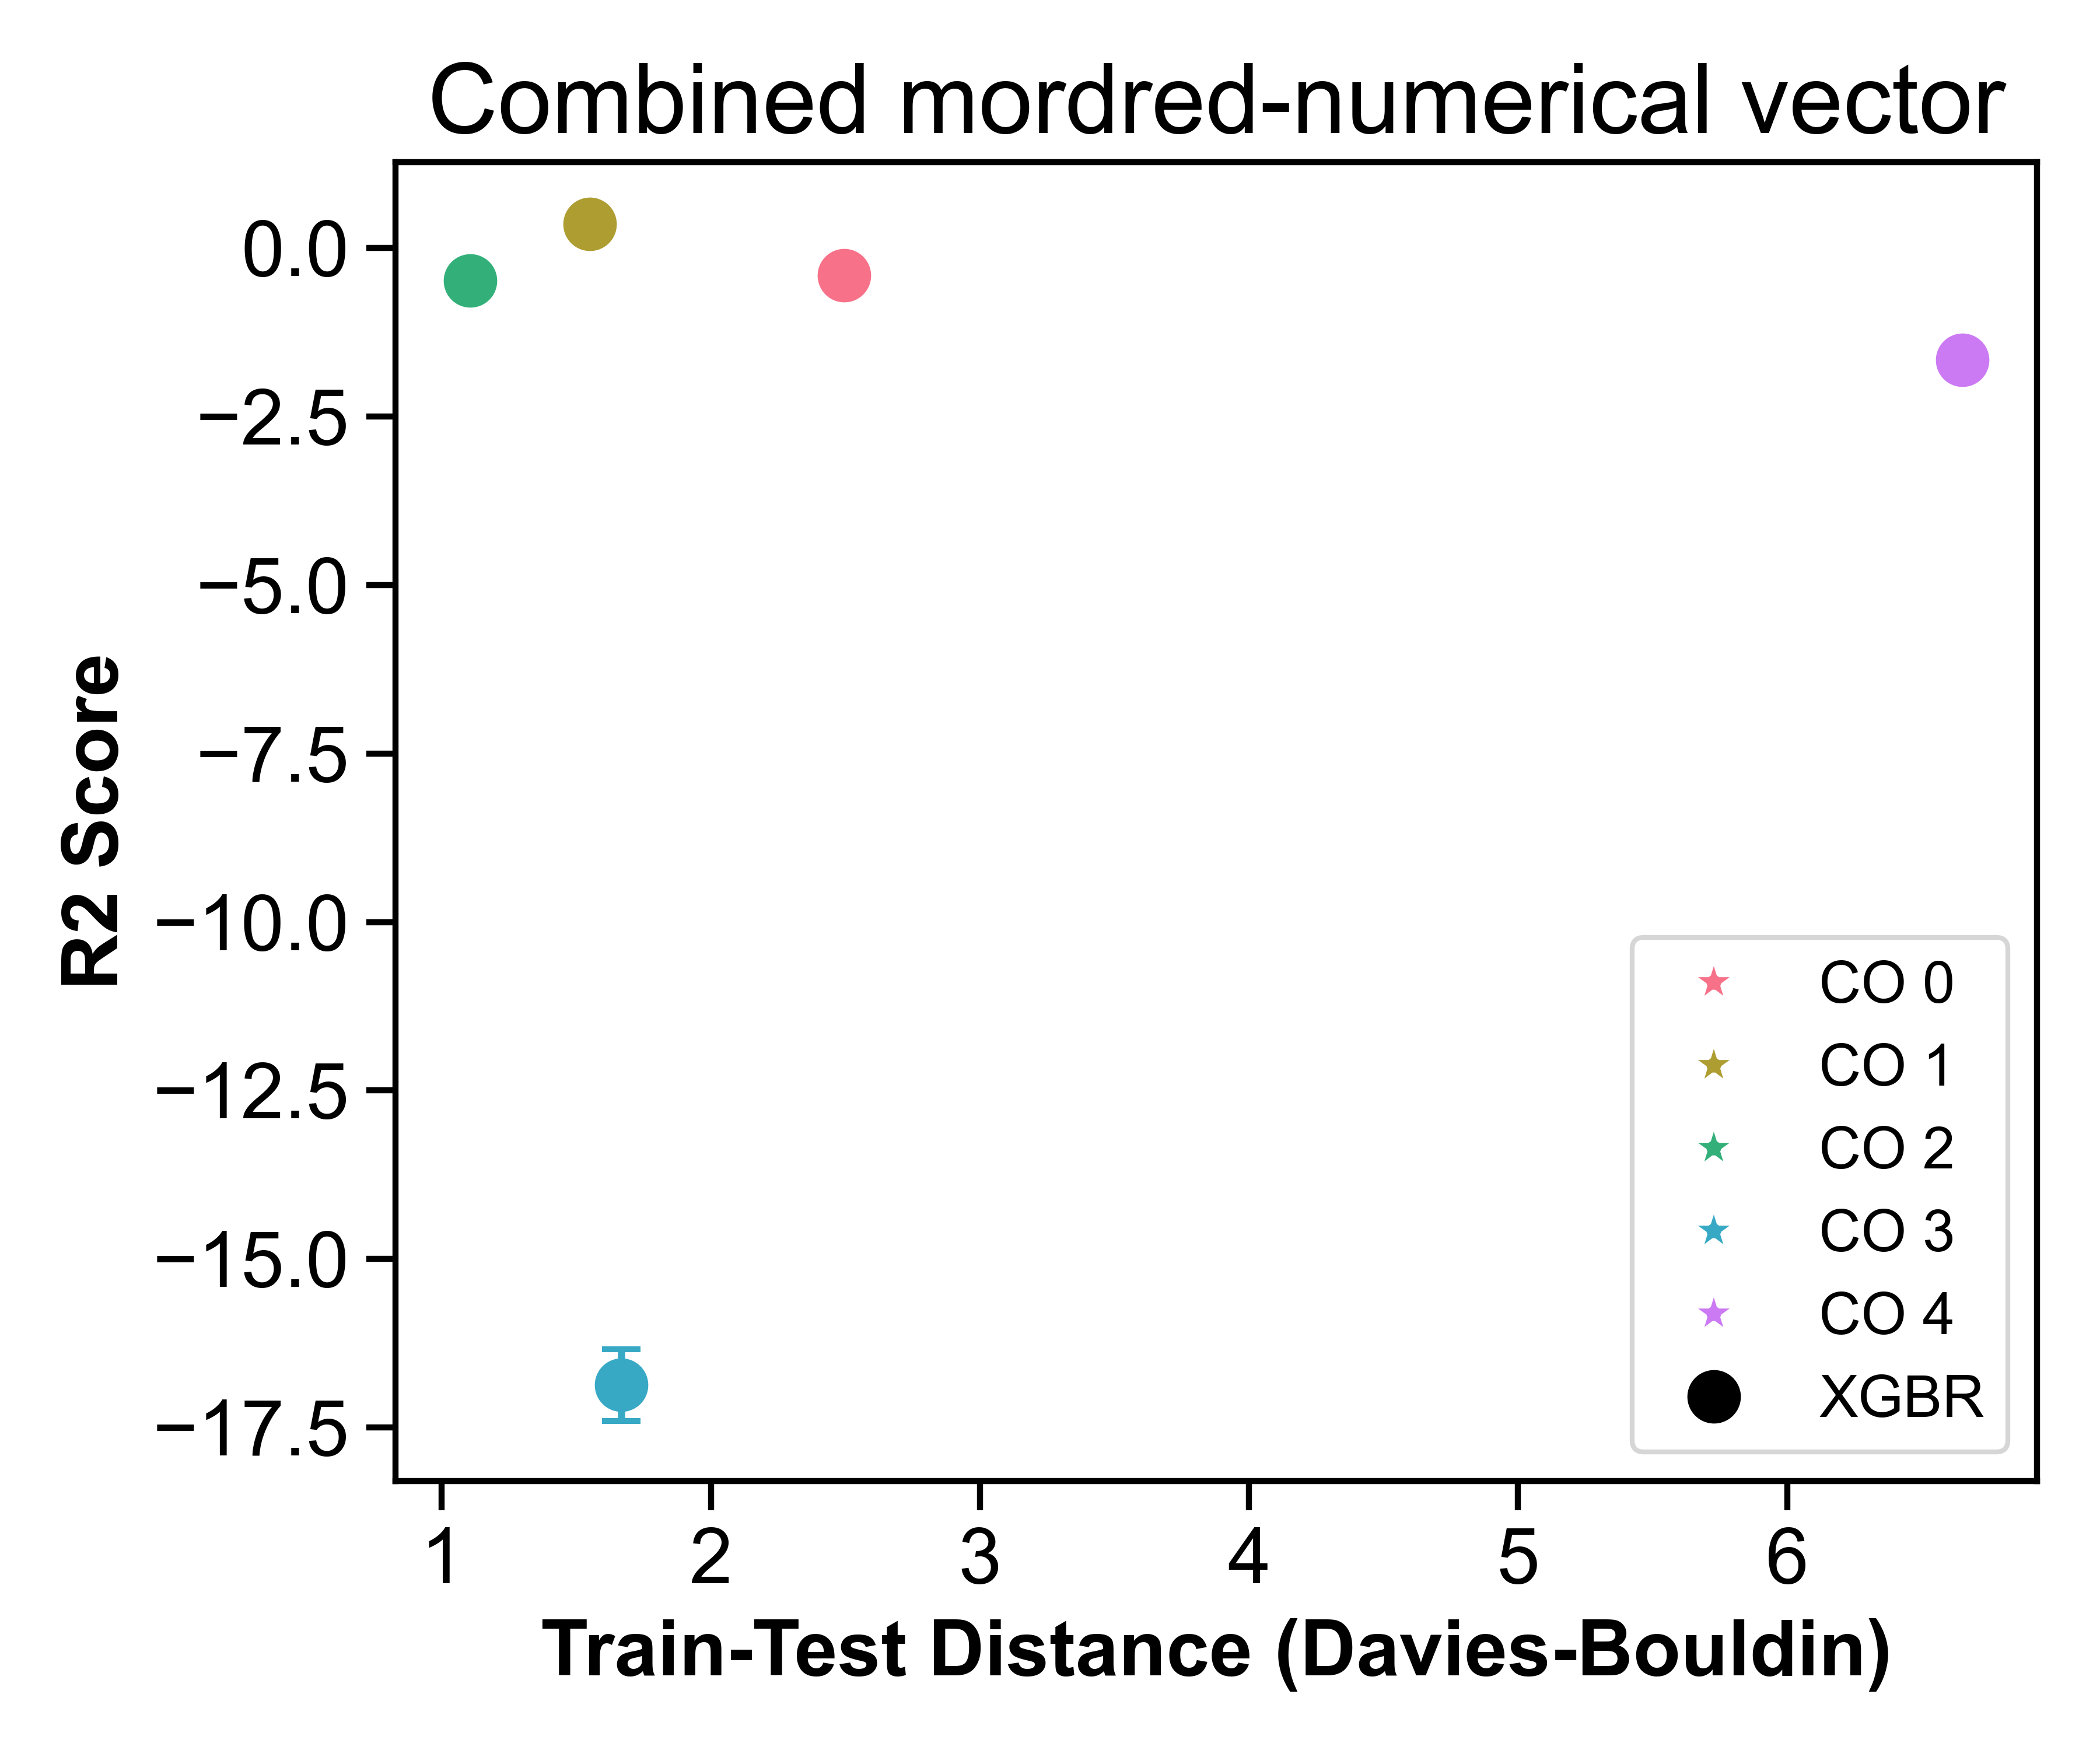 Combined mordred-numerical vector
0.0
−2.5
−5.0
−7.5
−10.0
−12.5
−15.0
−17.5
R2 Score
CO 0
CO 1
CO 2
CO 3
CO 4
XGBR
1 2 3 4 5 6
Train-Test Distance (Davies-Bouldin)